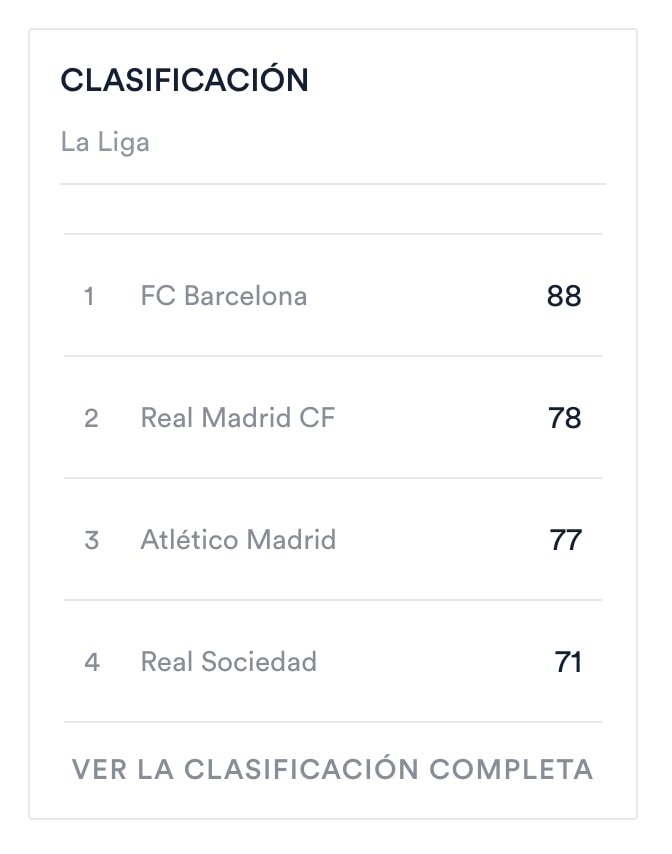 CLASIFICACIÓN
La Liga
1 FC Barcelona 88
2 Real Madrid CF 78
3 Atlético Madrid 77
4 Real Sociedad 71
VER LA CLASIFICACIÓN COMPLETA